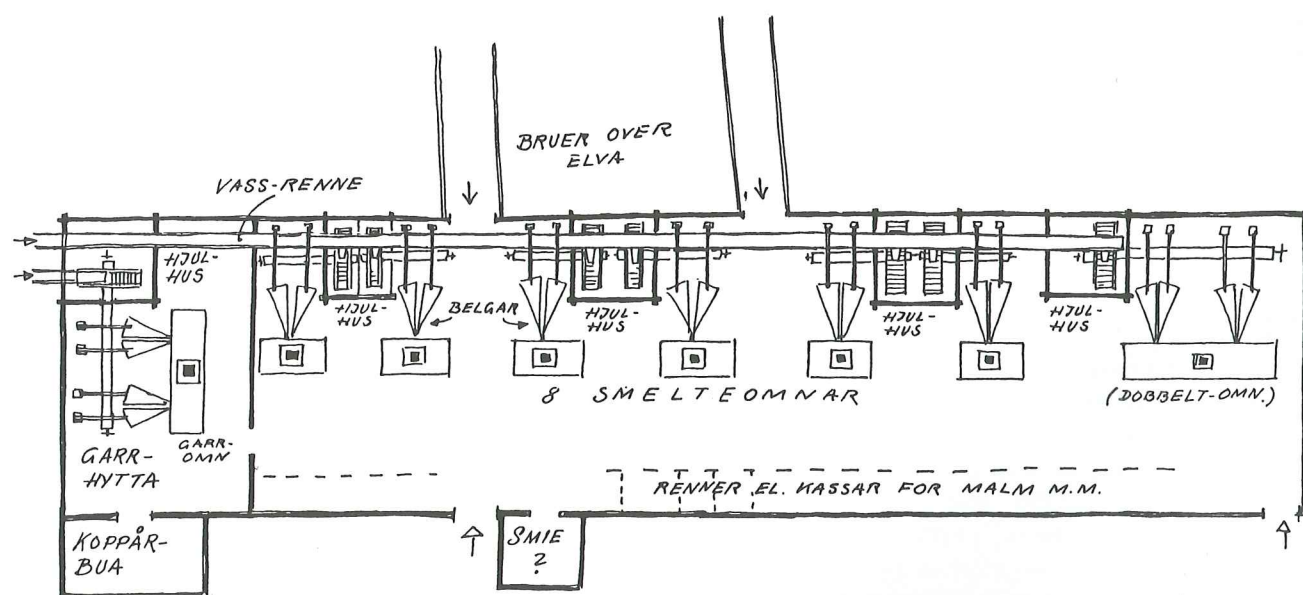 BRUER OVER
ELVA
VASS-RENNE
HJUL-
HUS
HJUL-
HUS
BELGAR
HJUL-
HUS
HJUL-
HUS
HJUL-
HUS
8 SMELTEOMNAR
(DOBBELT-OMN.)
GARR-
OMN
GARR-
HYTTA
RENNER EL. KASSAR FOR MALM M.M.
KOPPÅR-
BUA
SMIE
?